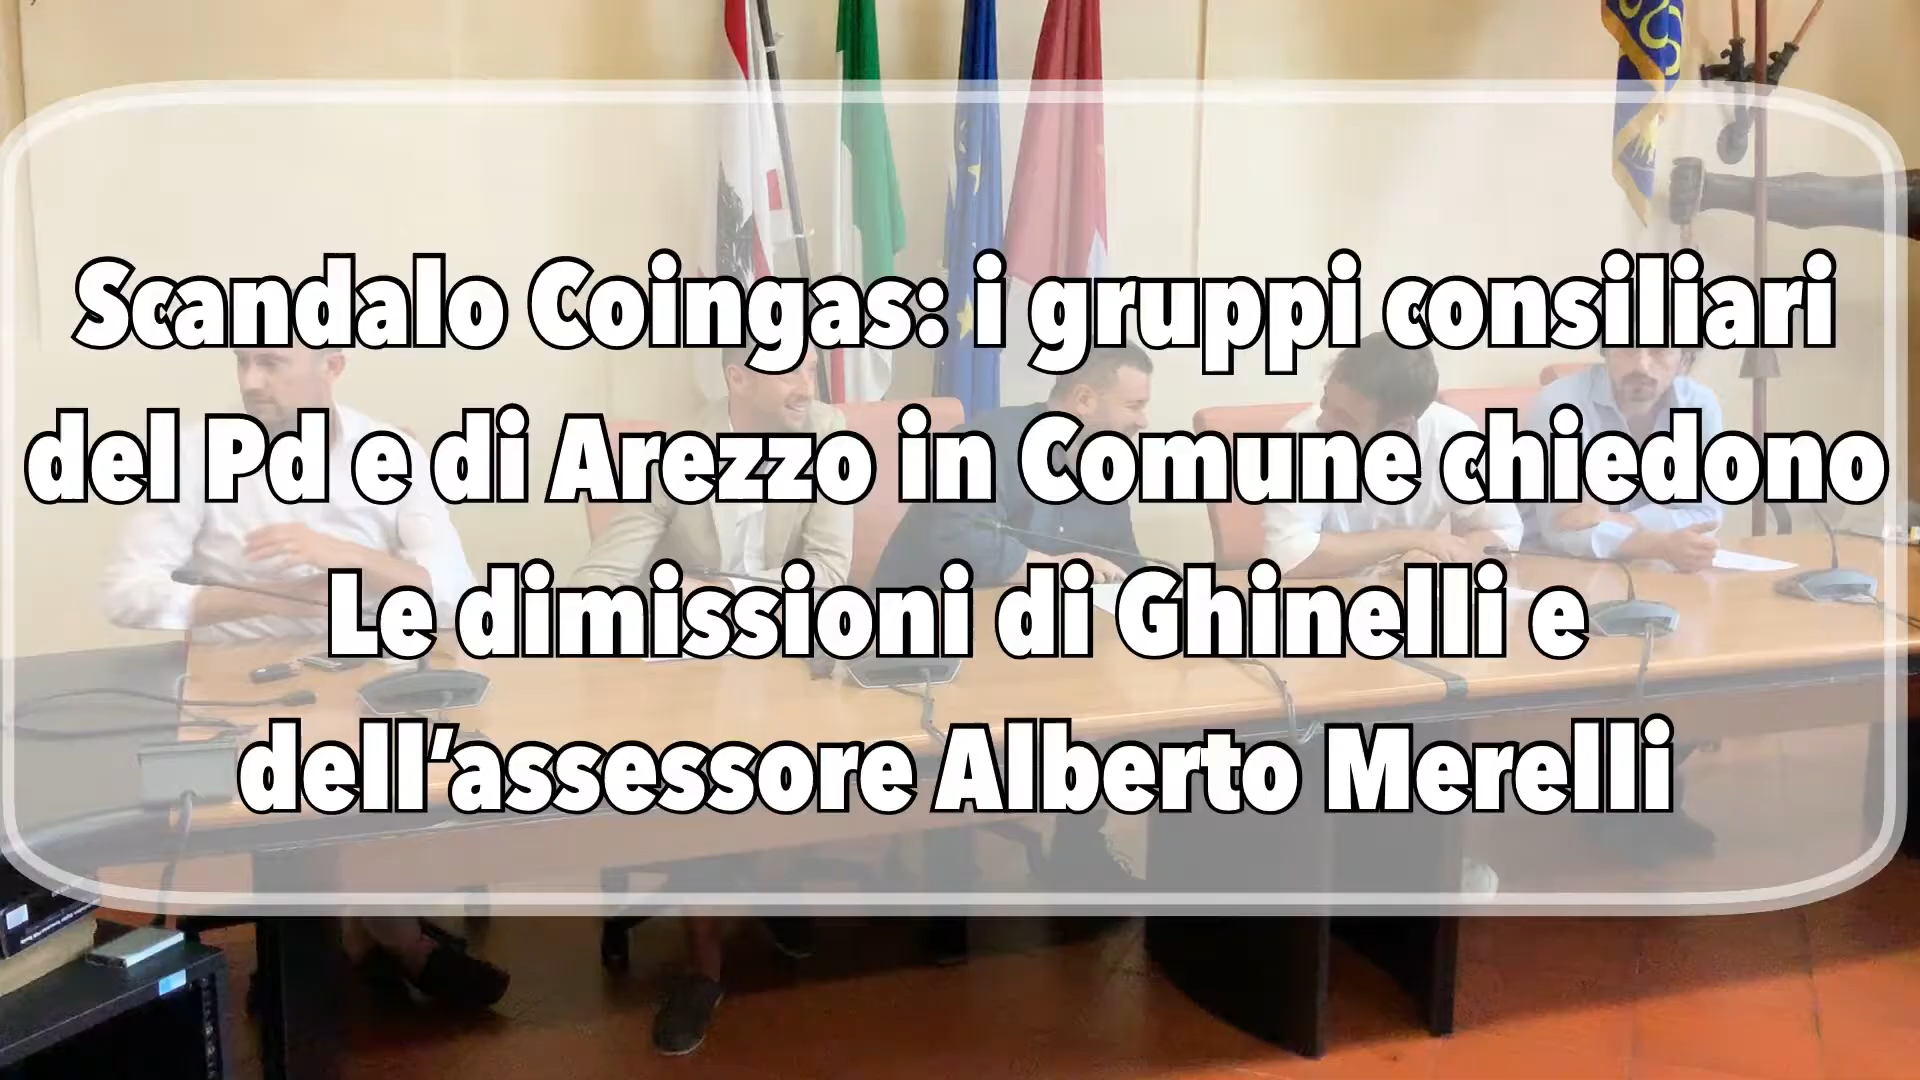 Scandalo Coingas: i gruppi consiliari
del Pd e di Arezzo in Comune chiedono
Le dimissioni di Ghinelli e
dell’assessore Alberto Merelli